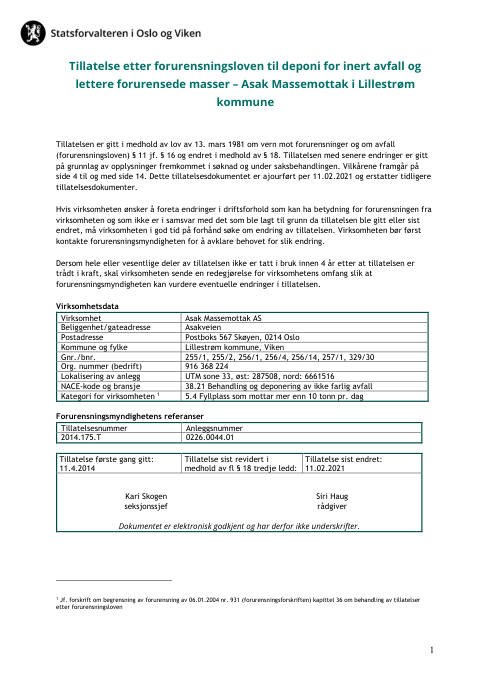 Statsforvalteren i Oslo og Viken
Tillatelse etter forurensningsloven til deponi for inert avfall og
lettere forurensede masser – Asak Massemottak i Lillestrøm
kommune
Tillatelsen er gitt i medhold av lov av 13. mars 1981 om vern mot forurensninger og om avfall
(forurensningsloven) § 11 jf. § 16 og endret i medhold av § 18. Tillatelsen med senere endringer er gitt
på grunnlag av opplysninger fremkommet i søknad og under saksbehandlingen. Vilkårene framgår på
side 4 til og med side 14. Dette tillatelsesdokumentet er ajourført per 11.02.2021 og erstatter tidligere
tillatelsesdokumenter.
Hvis virksomheten ønsker å foreta endringer i driftsforhold som kan ha betydning for forurensningen fra
virksomheten og som ikke er i samsvar med det som ble lagt til grunn da tillatelsen ble gitt eller sist
endret, må virksomheten i god tid på forhånd søke om endring av tillatelsen. Virksomheten bør først
kontakte forurensningsmyndigheten for å avklare behovet for slik endring.
Dersom hele eller vesentlige deler av tillatelsen ikke er tatt i bruk innen 4 år etter at tillatelsen er
trådt i kraft, skal virksomheten sende en redegjørelse for virksomhetens omfang slik at
forurensningsmyndigheten kan vurdere eventuelle endringer i tillatelsen.
Virksomhetsdata
Virksomhet Asak Massemottak AS
Beliggenhet/gateadresse Asakveien
Postadresse Postboks 567 Skøyen, 0214 Oslo
Kommune og fylke Lillestrøm kommune, Viken
Gnr./bnr. 255/1, 255/2, 256/1, 256/4, 256/14, 257/1, 329/30
Org. nummer (bedrift) 916 368 224
Lokalisering av anlegg UTM sone 33, øst: 287508, nord: 6661516
NACE-kode og bransje 38.21 Behandling og deponering av ikke farlig avfall
Kategori for virksomheten ¹ 5.4 Fyllplass som mottar mer enn 10 tonn pr. dag
Forurensningsmyndighetens referanser
Tillatelsesnummer Anleggsnummer
2014.175.T 0226.0044.01
Tillatelse første gang gitt: Tillatelse sist revidert i Tillatelse sist endret:
11.4.2014 medhold av fl § 18 tredje ledd: 11.02.2021
Kari Skogen Siri Haug
seksjonssjef rådgiver
Dokumentet er elektronisk godkjent og har derfor ikke underskrifter.
¹ Jf. forskrift om begrensning av forurensning av 06.01.2004 nr. 931 (forurensningsforskriften) kapittel 36 om behandling av tillatelser
etter forurensningsloven
1